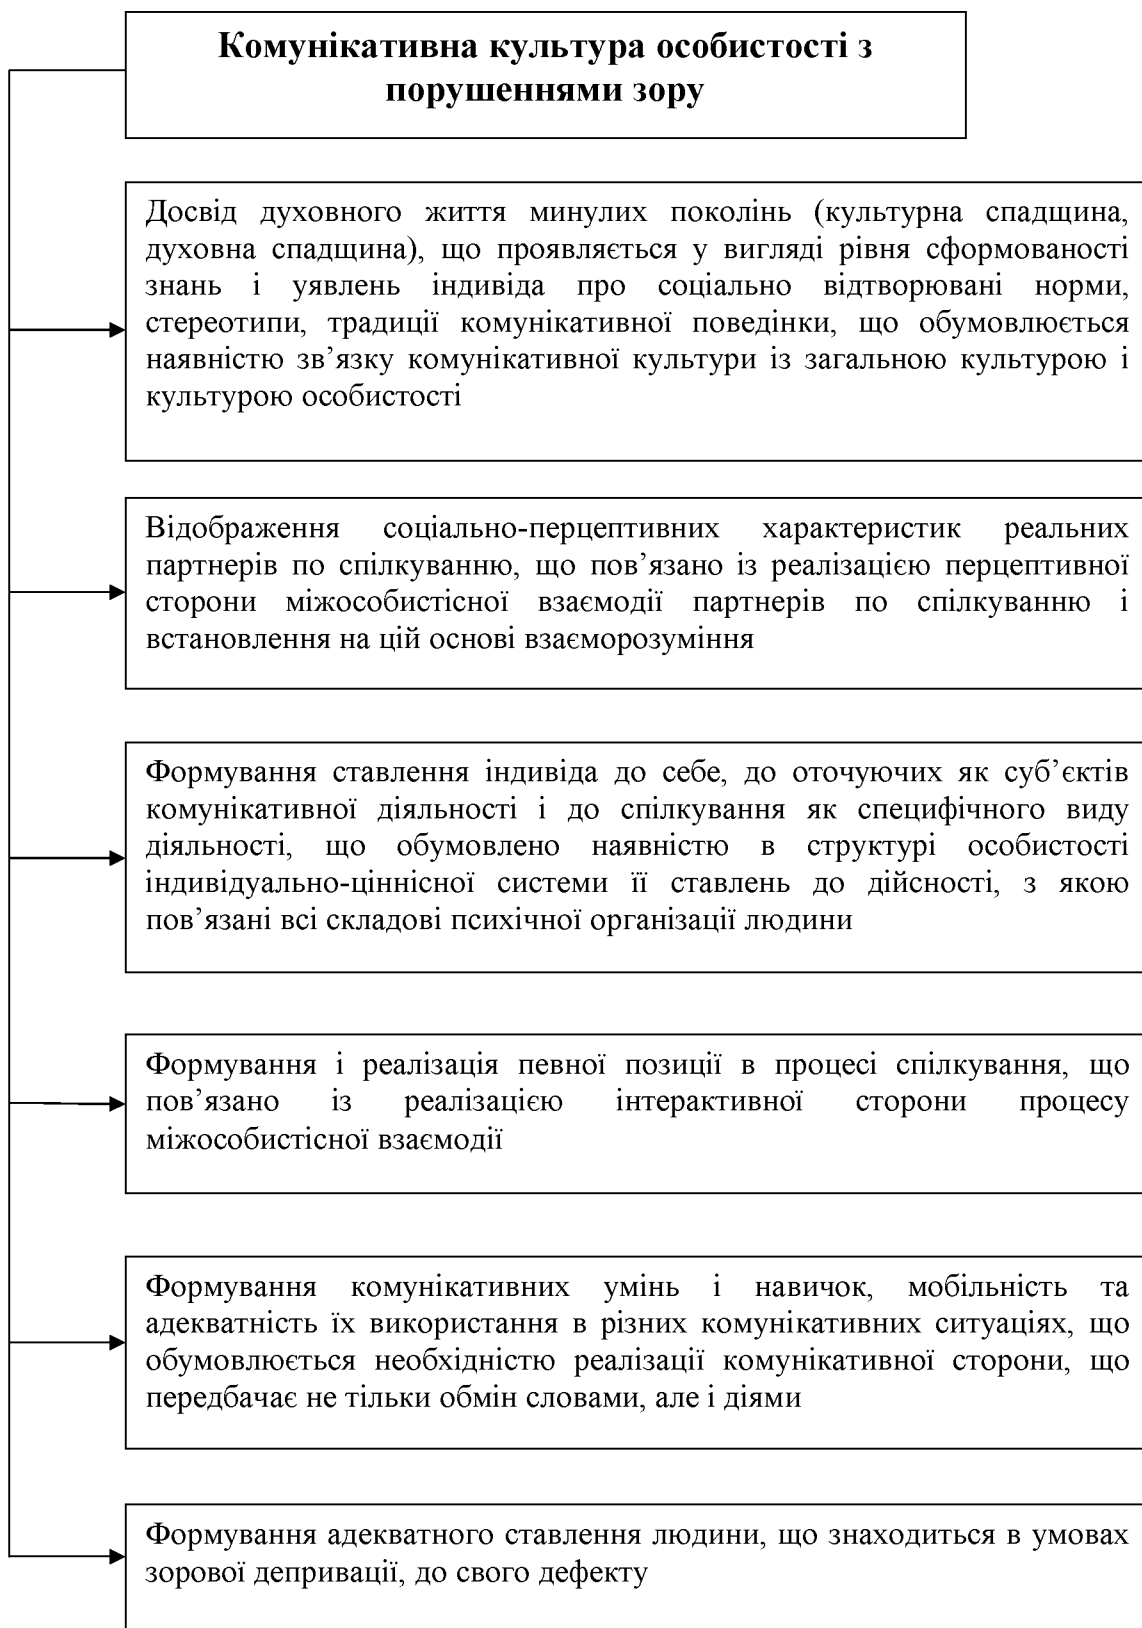 Комунікативна культура особистості з
порушеннями зору
Досвід духовного життя минулих поколінь (культурна спадщина,
духовна спадщина), що проявляється у вигляді рівня сформованості
знань і уявлень індивіда про соціально відтворювані норми,
стереотипи, традиції комунікативної поведінки, що обумовлюється
наявністю зв’язку комунікативної культури із загальною культурою і
культурою особистості
Відображення соціально-перцептивних характеристик реальних
партнерів по спілкуванню, що пов’язано із реалізацією перцептивної
сторони міжособистісної взаємодії партнерів по спілкуванню і
встановлення на цій основі взаєморозуміння
Формування ставлення індивіда до себе, до оточуючих як суб’єктів
комунікативної діяльності і до спілкування як специфічного виду
діяльності, що обумовлено наявністю в структурі особистості
індивідуально-ціннісної системи її ставлень до дійсності, з якою
пов’язані всі складові психічної організації людини
Формування і реалізація певної позиції в процесі спілкування, що
пов’язано із реалізацією інтерактивної сторони процесу
міжособистісної взаємодії
Формування комунікативних умінь і навичок, мобільність та
адекватність їх використання в різних комунікативних ситуаціях, що
обумовлюється необхідністю реалізації комунікативної сторони, що
передбачає не тільки обмін словами, але і діями
Формування адекватного ставлення людини, що знаходиться в умовах
зорової депривації, до свого дефекту